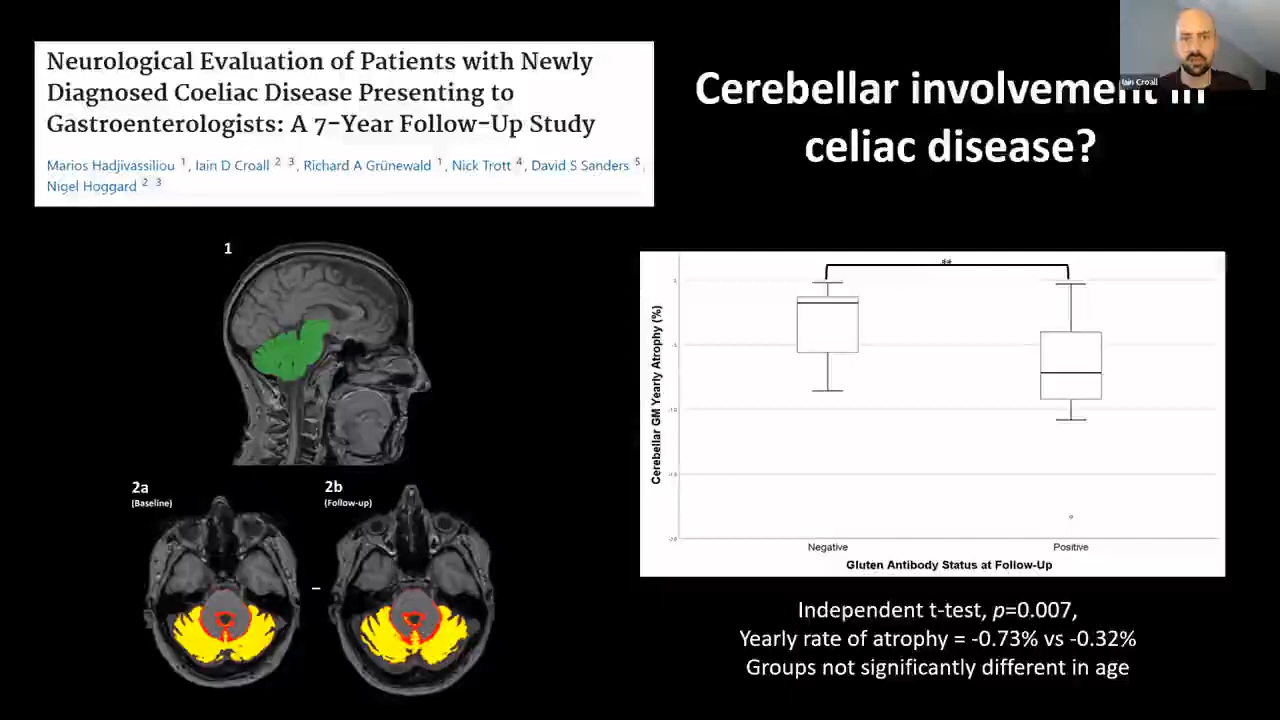 Neurological Evaluation of Patients with Newly
Diagnosed Coeliac Disease Presenting to
Gastroenterologists: A 7-Year Follow-Up Study
Marios Hadjivassiliou 1, Iain D Croall 2 3, Richard A Grünewald 1, Nick Trott 4, David S Sanders 5,
Nigel Hoggard 2 3
Iain Croall
Cerebellar involvement in
celiac disease?
1
2a
(Baseline)
2b
(Follow-up)
–
**
Cerebellar GM Yearly Atrophy (%)
Negative
Positive
Gluten Antibody Status at Follow-Up
Independent t-test, p=0.007,
Yearly rate of atrophy = -0.73% vs -0.32%
Groups not significantly different in age